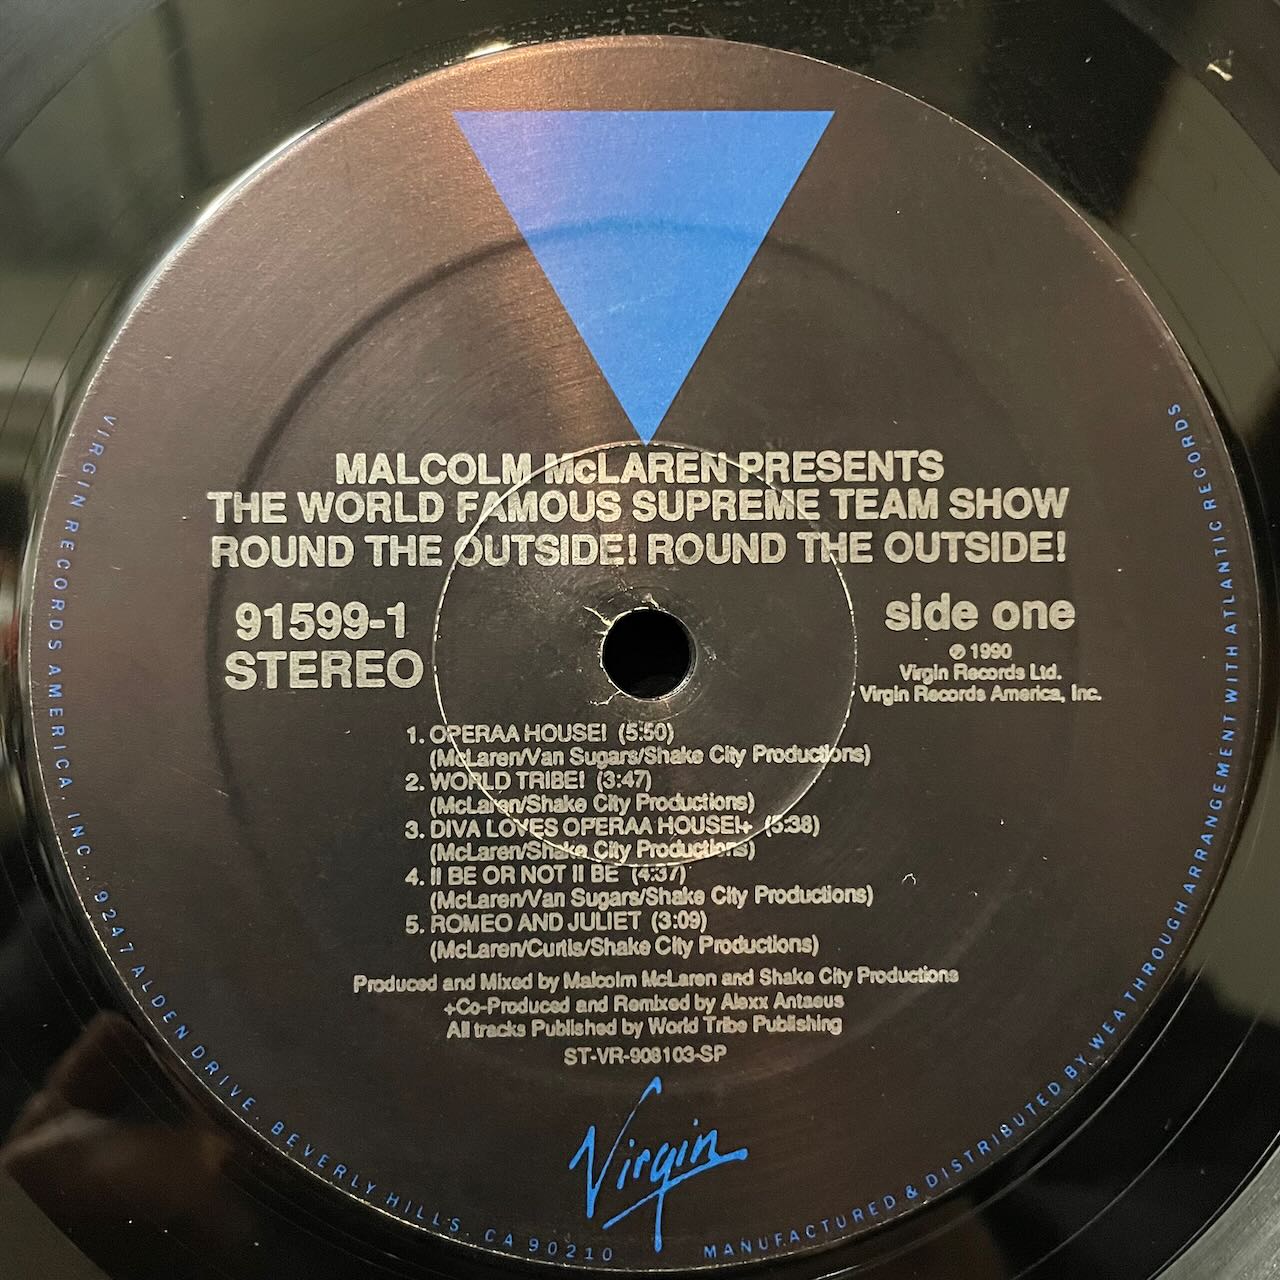 MALCOLM McLAREN PRESENTS
THE WORLD FAMOUS SUPREME TEAM SHOW
ROUND THE OUTSIDE! ROUND THE OUTSIDE!
91599-1
STEREO
side one
℗ 1990
Virgin Records Ltd.
Virgin Records America, Inc.
1. OPERAA HOUSE! (5:50)
(McLaren/Van Sugars/Shake City Productions)
2. WORLD TRIBE! (3:47)
(McLaren/Shake City Productions)
3. DIVA LOVES OPERAA HOUSE!+ (5:38)
(McLaren/Shake City Productions)
4. II BE OR NOT II BE (4:37)
(McLaren/Van Sugars/Shake City Productions)
5. ROMEO AND JULIET (3:09)
(McLaren/Curtis/Shake City Productions)
Produced and Mixed by Malcolm McLaren and Shake City Productions
+Co-Produced and Remixed by Alexx Antaeus
All tracks Published by World Tribe Publishing
ST-VR-908103-SP
Virgin
VIRGIN RECORDS AMERICA, INC. 9247 ALDEN DRIVE. BEVERLY HILLS. CA 90210
MANUFACTURED & DISTRIBUTED BY WEA THROUGH ARRANGEMENT WITH ATLANTIC RECORDS